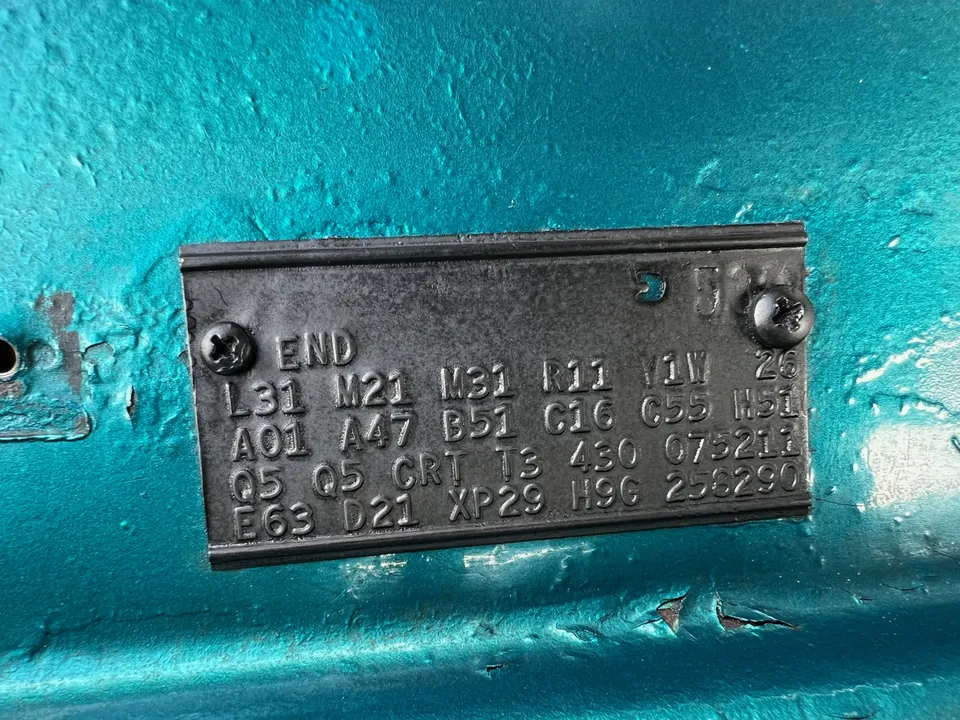 END
L31 M21 M31 R11 V1W 26
A01 A47 B51 C16 C55 H51
Q5 Q5 CRT T3 430 075211
E63 D21 XP29 H9G 258290